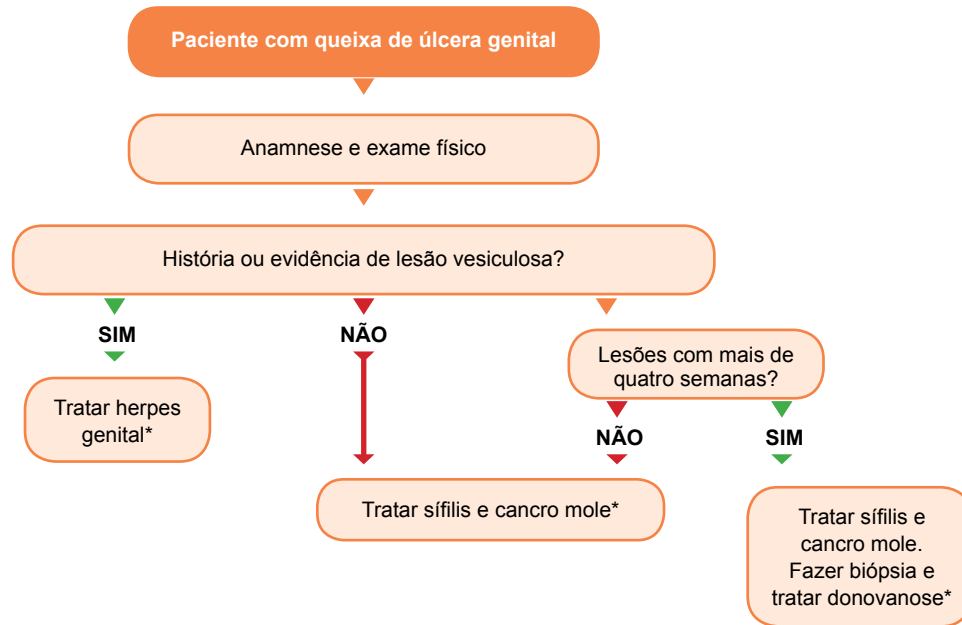 Paciente com queixa de úlcera genital
Anamnese e exame físico
História ou evidência de lesão vesiculosa?
SIM
NÃO
Lesões com mais de
quatro semanas?
Tratar herpes
genital*
NÃO
SIM
Tratar sífilis e cancro mole*
Tratar sífilis e
cancro mole.
Fazer biópsia e
tratar donovanose*